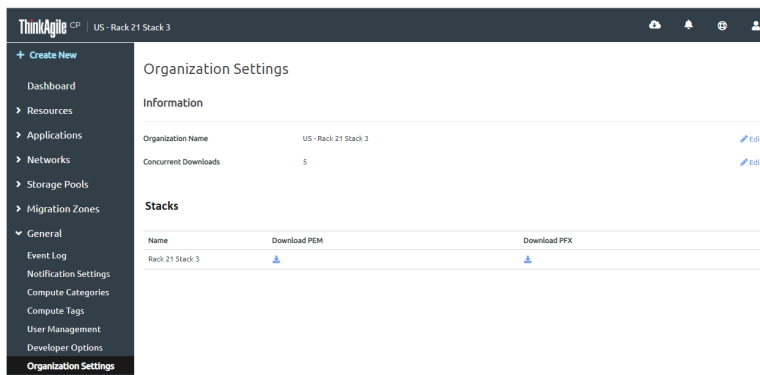 ThinkAgile CP | US - Rack 21 Stack 3
+ Create New
Dashboard
Resources
Applications
Networks
Storage Pools
Migration Zones
General
Event Log
Notification Settings
Compute Categories
Compute Tags
User Management
Developer Options
Organization Settings
Organization Settings
Information
Organization Name US - Rack 21 Stack 3 Edi
Concurrent Downloads 5 Edi
Stacks
Name Download PEM Download PFX
Rack 21 Stack 3